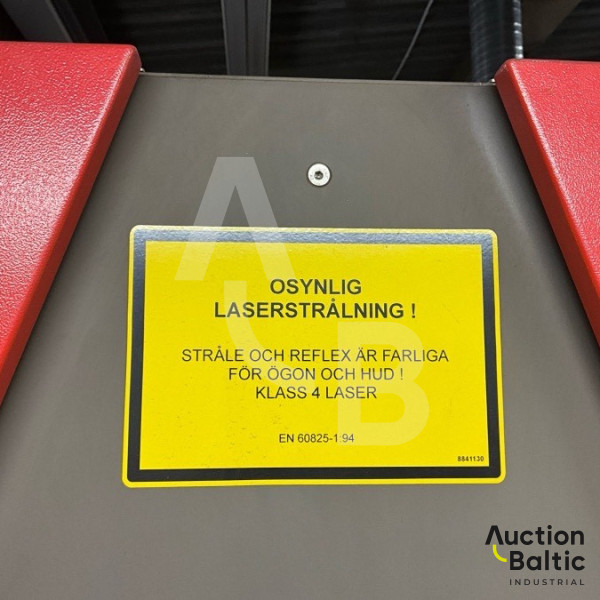 OSYNLIG
LASERSTRÅLNING !
STRÅLE OCH REFLEX ÄR FARLIGA
FÖR ÖGON OCH HUD !
KLASS 4 LASER
EN 60825-1:94
8841130
A
B
Auction
Baltic
INDUSTRIAL